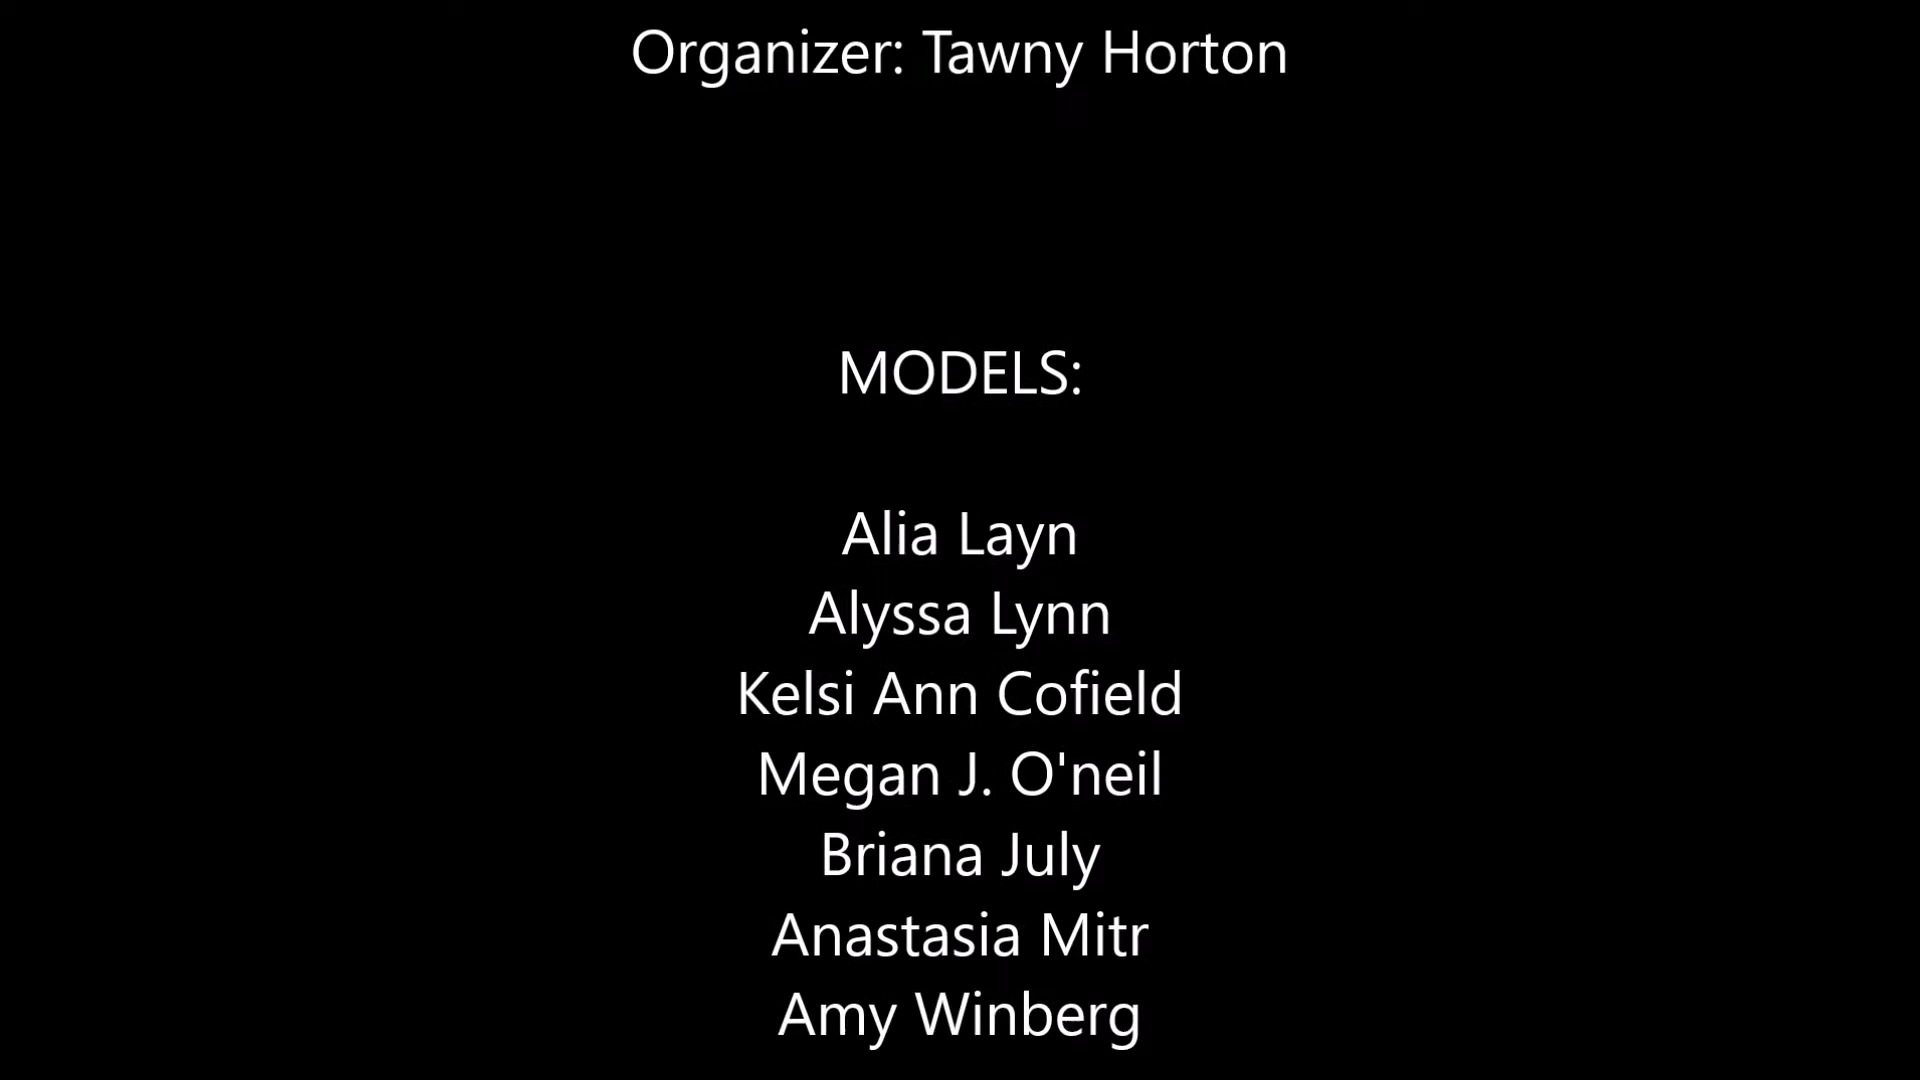 Organizer: Tawny Horton
MODELS:
Alia Layn
Alyssa Lynn
Kelsi Ann Cofield
Megan J. O'neil
Briana July
Anastasia Mitr
Amy Winberg